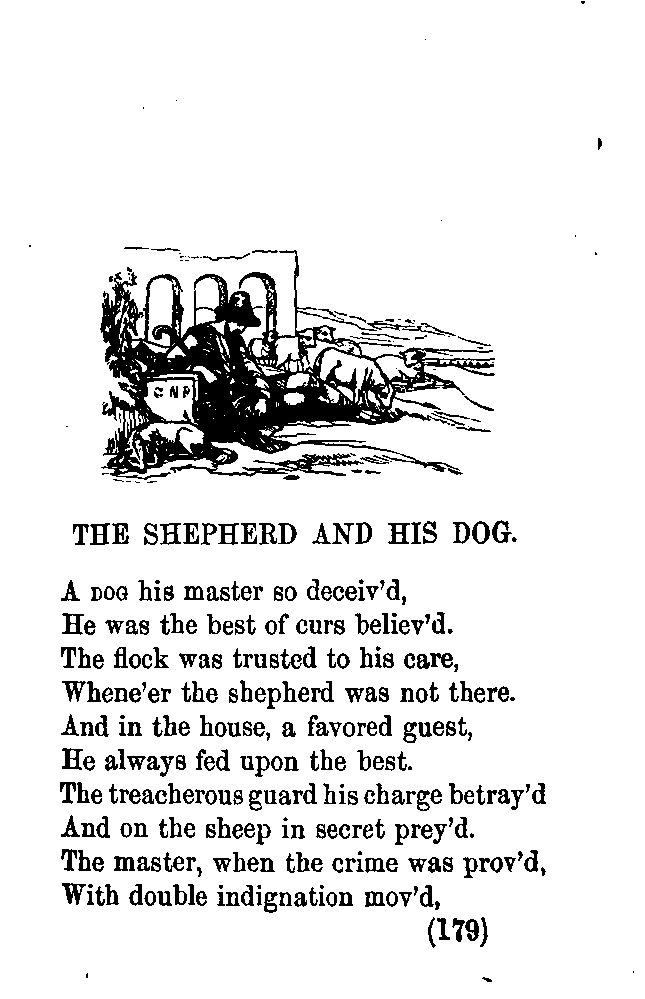 C N P
THE SHEPHERD AND HIS DOG.
A DOG his master so deceiv'd,
He was the best of curs believ'd.
The flock was trusted to his care,
Whene'er the shepherd was not there.
And in the house, a favored guest,
He always fed upon the best.
The treacherous guard his charge betray'd
And on the sheep in secret prey'd.
The master, when the crime was prov'd,
With double indignation mov'd,
(179)